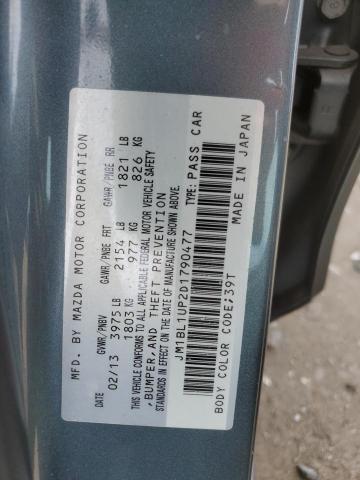 MFD. BY MAZDA MOTOR CORPORATION
DATE GVWR/PNBV GAWR/PNBE FRT GAWR/PNBE RR
02/13 3975 LB 2154 LB 1821 LB
1803 KG 977 KG 826 KG
THIS VEHICLE CONFORMS TO ALL APPLICABLE FEDERAL MOTOR VEHICLE SAFETY
,BUMPER,AND THEFT PREVENTION
STANDARDS IN EFFECT ON THE DATE OF MANUFACTURE SHOWN ABOVE.
JM1BL1UP2D1790477 TYPE: PASS CAR
BODY COLOR CODE;39T MADE IN JAPAN